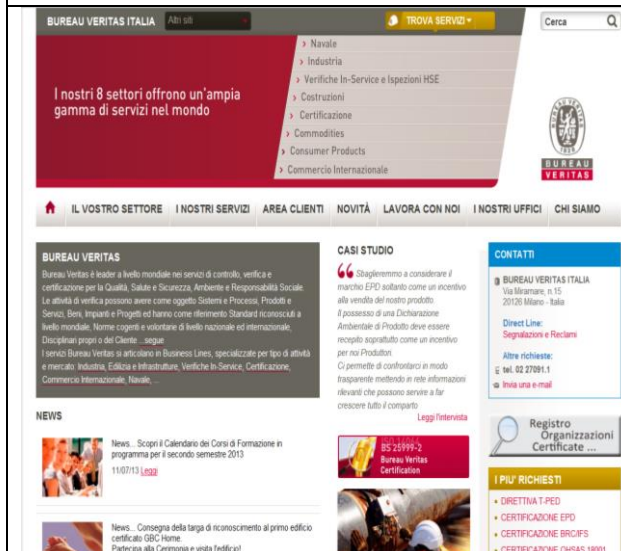 BUREAU VERITAS ITALIA
Altri siti
TROVA SERVIZI
Cerca
I nostri 8 settori offrono un'ampia
gamma di servizi nel mondo
› Navale
› Industria
› Verifiche In-Service e Ispezioni HSE
› Costruzioni
› Certificazione
› Commodities
› Consumer Products
› Commercio Internazionale
BUREAU
VERITAS
IL VOSTRO SETTORE I NOSTRI SERVIZI AREA CLIENTI NOVITÀ LAVORA CON NOI I NOSTRI UFFICI CHI SIAMO
BUREAU VERITAS
Bureau Veritas è leader a livello mondiale nei servizi di controllo, verifica e
certificazione per la Qualità, Salute e Sicurezza, Ambiente e Responsabilità Sociale.
Le attività di verifica possono avere come oggetto Sistemi e Processi, Prodotti e
Servizi, Beni, Impianti e Progetti ed hanno come riferimento Standard riconosciuti a
livello mondiale, Norme cogenti e volontarie di livello nazionale ed internazionale,
Disciplinari propri o del Cliente ...segue
I servizi Bureau Veritas si articolano in Business Lines, specializzate per tipo di attività
e mercato: Industria, Edilizia e Infrastrutture, Verifiche In-Service, Certificazione,
Commercio Internazionale, Navale, ...
NEWS
News... Scopri il Calendario dei Corsi di Formazione in
programma per il secondo semestre 2013
11/07/13 Leggi
News... Consegna della targa di riconoscimento al primo edificio
certificato GBC Home.
Partecipa alla Cerimonia e visita l'edificio!
CASI STUDIO
Sbaglieremmo a considerare il
marchio EPD soltanto come un incentivo
alla vendita del nostro prodotto.
Il possesso di una Dichiarazione
Ambientale di Prodotto deve essere
recepito soprattutto come un incentivo
per noi Produttori.
Ci permette di confrontarci in modo
trasparente mettendo in rete informazioni
rilevanti che possono servire a far
crescere tutto il comparto
Leggi l'intervista
BS 25999-2
Bureau Veritas
Certification
CONTATTI
BUREAU VERITAS ITALIA
Via Miramare, n.15
20126 Milano - Italia
Direct Line:
Segnalazioni e Reclami
Altre richieste:
tel. 02 27091.1
Invia una e-mail
Registro
Organizzazioni
Certificate ...
I PIU' RICHIESTI
DIRETTIVA T-PED
CERTIFICAZIONE EPD
CERTIFICAZIONE BRC/IFS
CERTIFICAZIONE OHSAS 18001